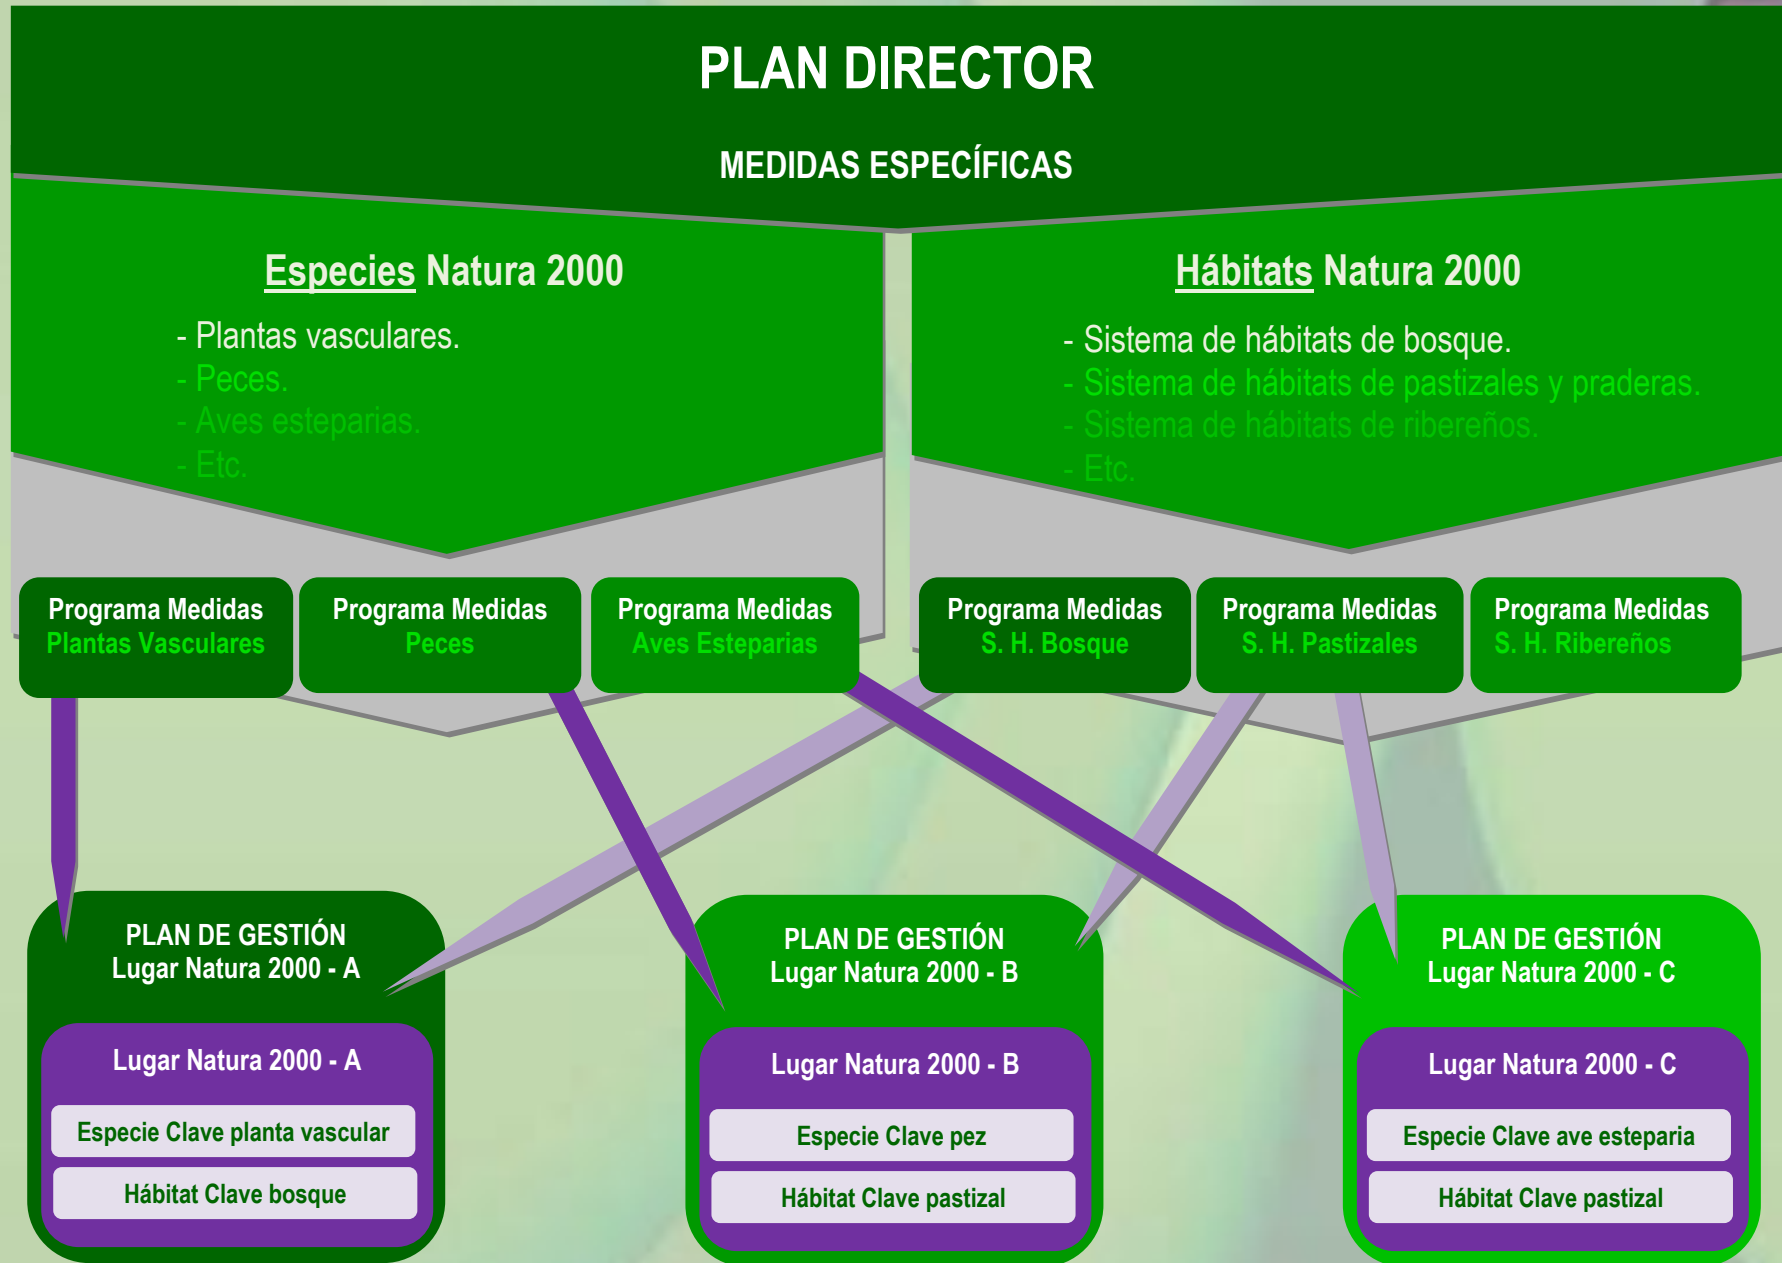 PLAN DIRECTOR
MEDIDAS ESPECÍFICAS
Especies Natura 2000
- Plantas vasculares.
- Peces.
- Aves esteparias.
- Etc.
Hábitats Natura 2000
- Sistema de hábitats de bosque.
- Sistema de hábitats de pastizales y praderas.
- Sistema de hábitats de ribereños.
- Etc.
Programa Medidas
Plantas Vasculares
Programa Medidas
Peces
Programa Medidas
Aves Esteparias
Programa Medidas
S. H. Bosque
Programa Medidas
S. H. Pastizales
Programa Medidas
S. H. Ribereños
PLAN DE GESTIÓN
Lugar Natura 2000 - A
Lugar Natura 2000 - A
Especie Clave planta vascular
Hábitat Clave bosque
PLAN DE GESTIÓN
Lugar Natura 2000 - B
Lugar Natura 2000 - B
Especie Clave pez
Hábitat Clave pastizal
PLAN DE GESTIÓN
Lugar Natura 2000 - C
Lugar Natura 2000 - C
Especie Clave ave esteparia
Hábitat Clave pastizal